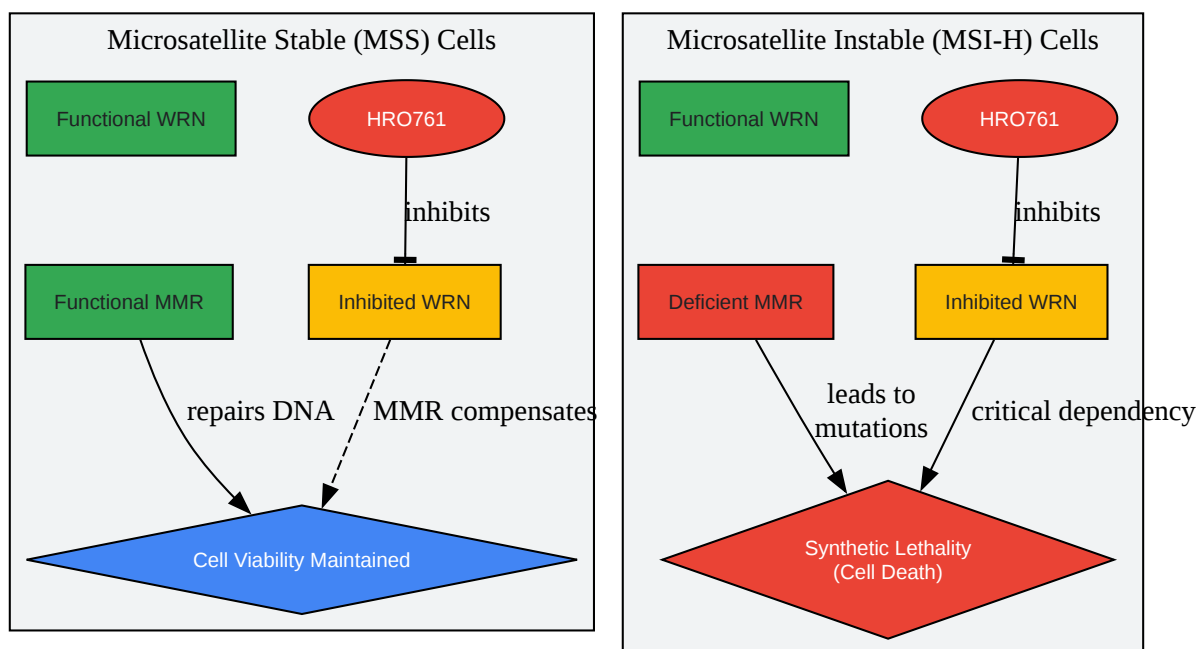 Microsatellite Stable (MSS) Cells
Functional WRN
HRO761
inhibits
Functional MMR
Inhibited WRN
repairs DNA
MMR compensates
Cell Viability Maintained
Microsatellite Instable (MSI-H) Cells
Functional WRN
HRO761
inhibits
Deficient MMR
Inhibited WRN
leads to
mutations
critical dependency
Synthetic Lethality
(Cell Death)